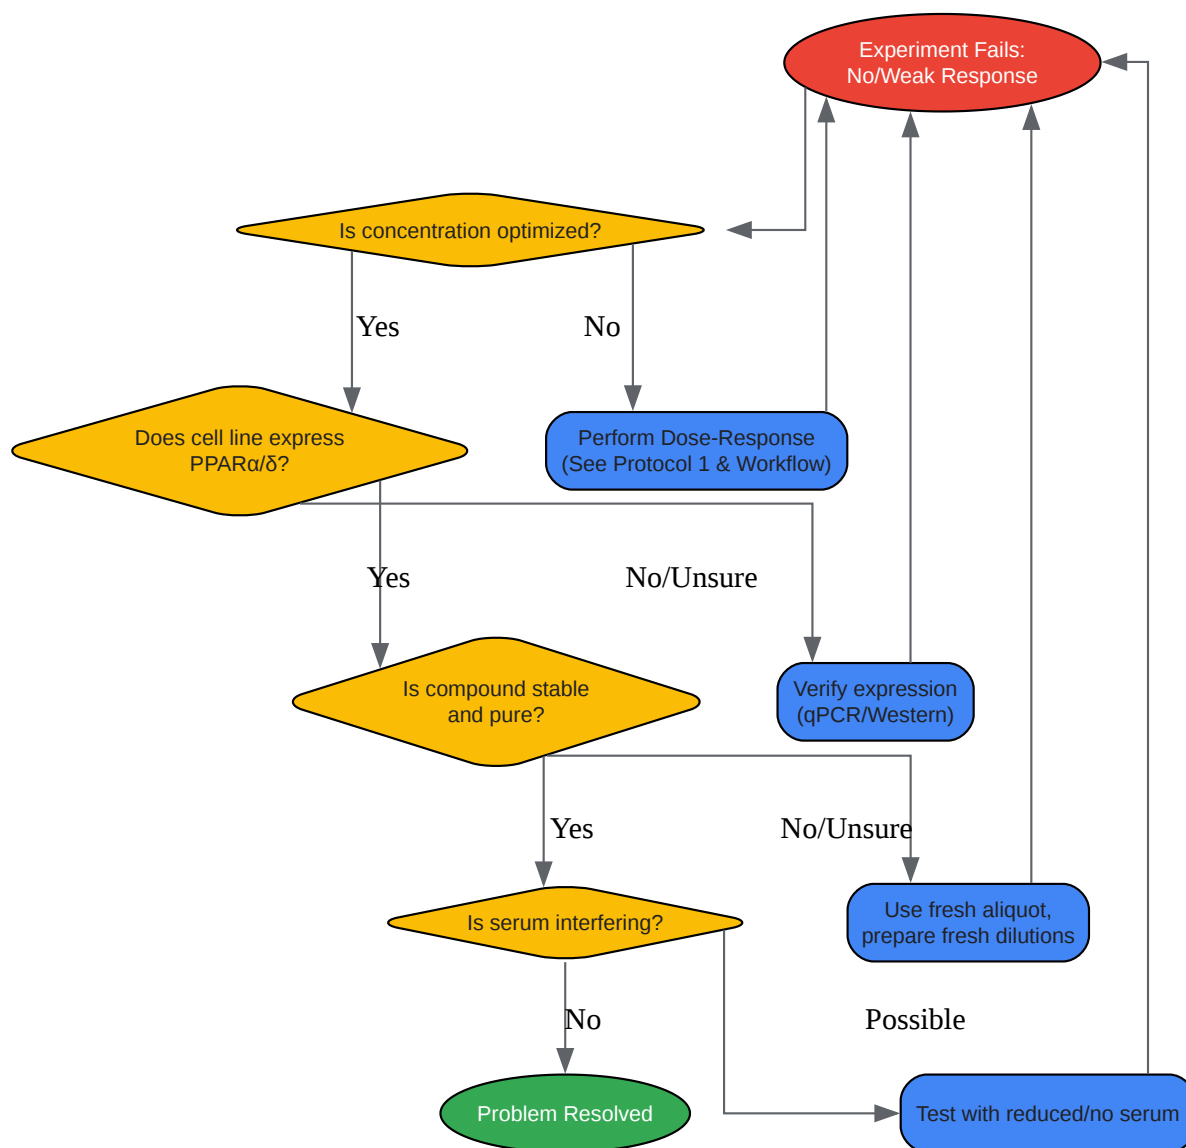 Experiment Fails:
No/Weak Response
Is concentration optimized?
Yes
No
Does cell line express
PPARα/δ?
Perform Dose-Response
(See Protocol 1 & Workflow)
Yes
No/Unsure
Is compound stable
and pure?
Verify expression
(qPCR/Western)
Yes
No/Unsure
Is serum interfering?
Use fresh aliquot,
prepare fresh dilutions
No
Possible
Problem Resolved
Test with reduced/no serum